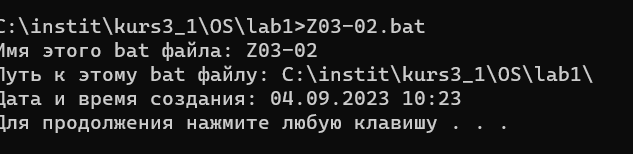 C:\instit\kurs3_1\OS\lab1>Z03-02.bat
Имя этого bat файла: Z03-02
Путь к этому bat файлу: C:\instit\kurs3_1\OS\lab1\
Дата и время создания: 04.09.2023 10:23
Для продолжения нажмите любую клавишу . . .